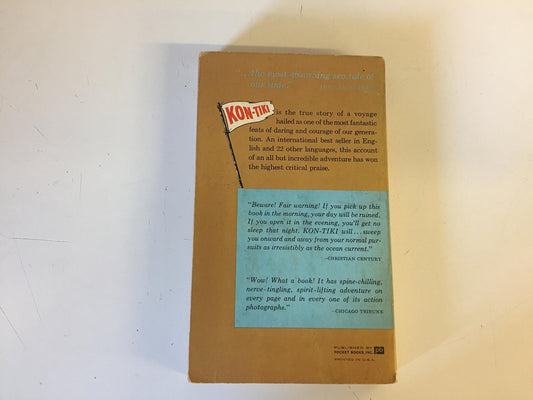 "...The most absorbing sea tale of
our time."
KON-TIKI
is the true story of a voyage
hailed as one of the most fantastic
feats of daring and courage of our genera-
tion. An international best seller in Eng-
lish and 22 other languages, this account
of an all but incredible adventure has won
the highest critical praise.
"Beware! Fair warning! If you pick up this
book in the morning, your day will be ruined.
If you open it in the evening, you'll get no
sleep that night. KON-TIKI will...sweep
you onward and away from your normal pur-
suits as irresistibly as the ocean current."
—CHRISTIAN CENTURY
"Wow! What a book! It has spine-chilling,
nerve-tingling, spirit-lifting adventure on
every page and in every one of its action
photographs."
—CHICAGO TRIBUNE
PUBLISHED BY
POCKET BOOKS, INC.
PRINTED IN U.S.A.